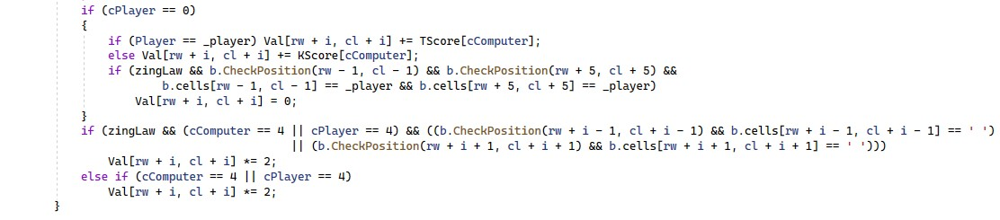 if (cPlayer == 0)
{
if (Player == _player) Val[rw + i, cl + i] += TScore[cComputer];
else Val[rw + i, cl + i] += KScore[cComputer];
if (zingLaw && b.CheckPosition(rw - 1, cl - 1) && b.CheckPosition(rw + 5, cl + 5) &&
b.cells[rw - 1, cl - 1] == _player && b.cells[rw + 5, cl + 5] == _player)
Val[rw + i, cl + i] = 0;
}
if (zingLaw && (cComputer == 4 || cPlayer == 4) && ((b.CheckPosition(rw + i - 1, cl + i - 1) && b.cells[rw + i - 1, cl + i - 1] == ' ')
|| (b.CheckPosition(rw + i + 1, cl + i + 1) && b.cells[rw + i + 1, cl + i + 1] == ' ')))
Val[rw + i, cl + i] *= 2;
else if (cComputer == 4 || cPlayer == 4)
Val[rw + i, cl + i] *= 2;
}